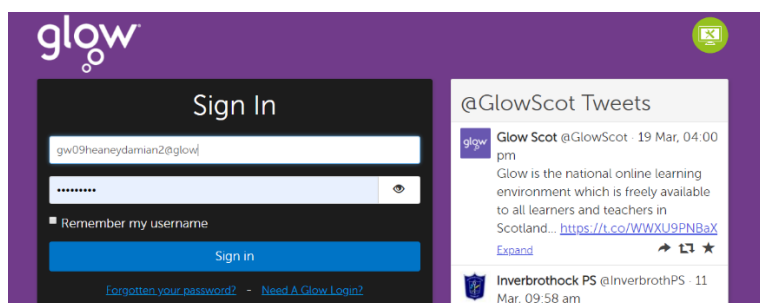 glow
Sign In
gw09heaneydamian2@glow
•••••••••
Remember my username
Sign in
Forgotten your password? - Need A Glow Login?
@GlowScot Tweets
glow
Glow Scot @GlowScot · 19 Mar, 04:00
pm
Glow is the national online learning
environment which is freely available
to all learners and teachers in
Scotland... https://t.co/WWXU9PNBaX
Expand
Inverbrothock PS @InverbrothPS · 11
Mar, 09:58 am